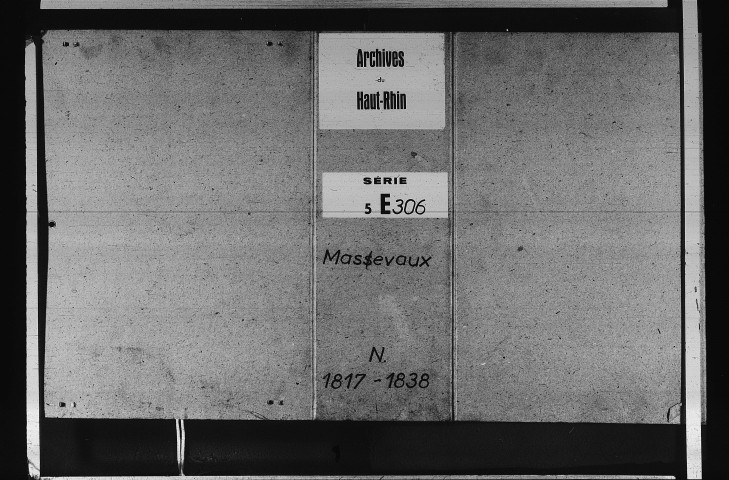 Archives
du
Haut-Rhin
SÉRIE
5 E 306
Massevaux
N.
1817 - 1838